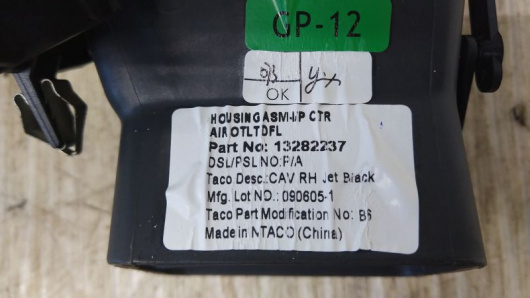 GP-12
OK
HOUSING ASM-I/P CTR
AIR OTLT DFL
Part No: 13282237
DSL/PSL NO:P/A
Taco Desc.:CAV RH Jet Black
Mfg. Lot NO.: 090605-1
Taco Part Modification No: B6
Made in NTACO (China)